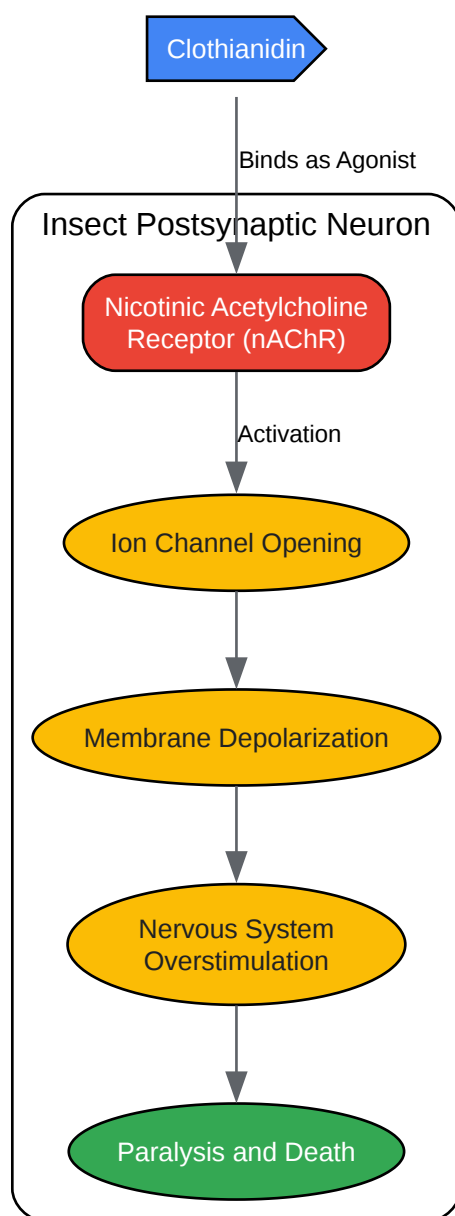 Clothianidin
Binds as Agonist
Insect Postsynaptic Neuron
Nicotinic Acetylcholine
Receptor (nAChR)
Activation
Ion Channel Opening
Membrane Depolarization
Nervous System
Overstimulation
Paralysis and Death